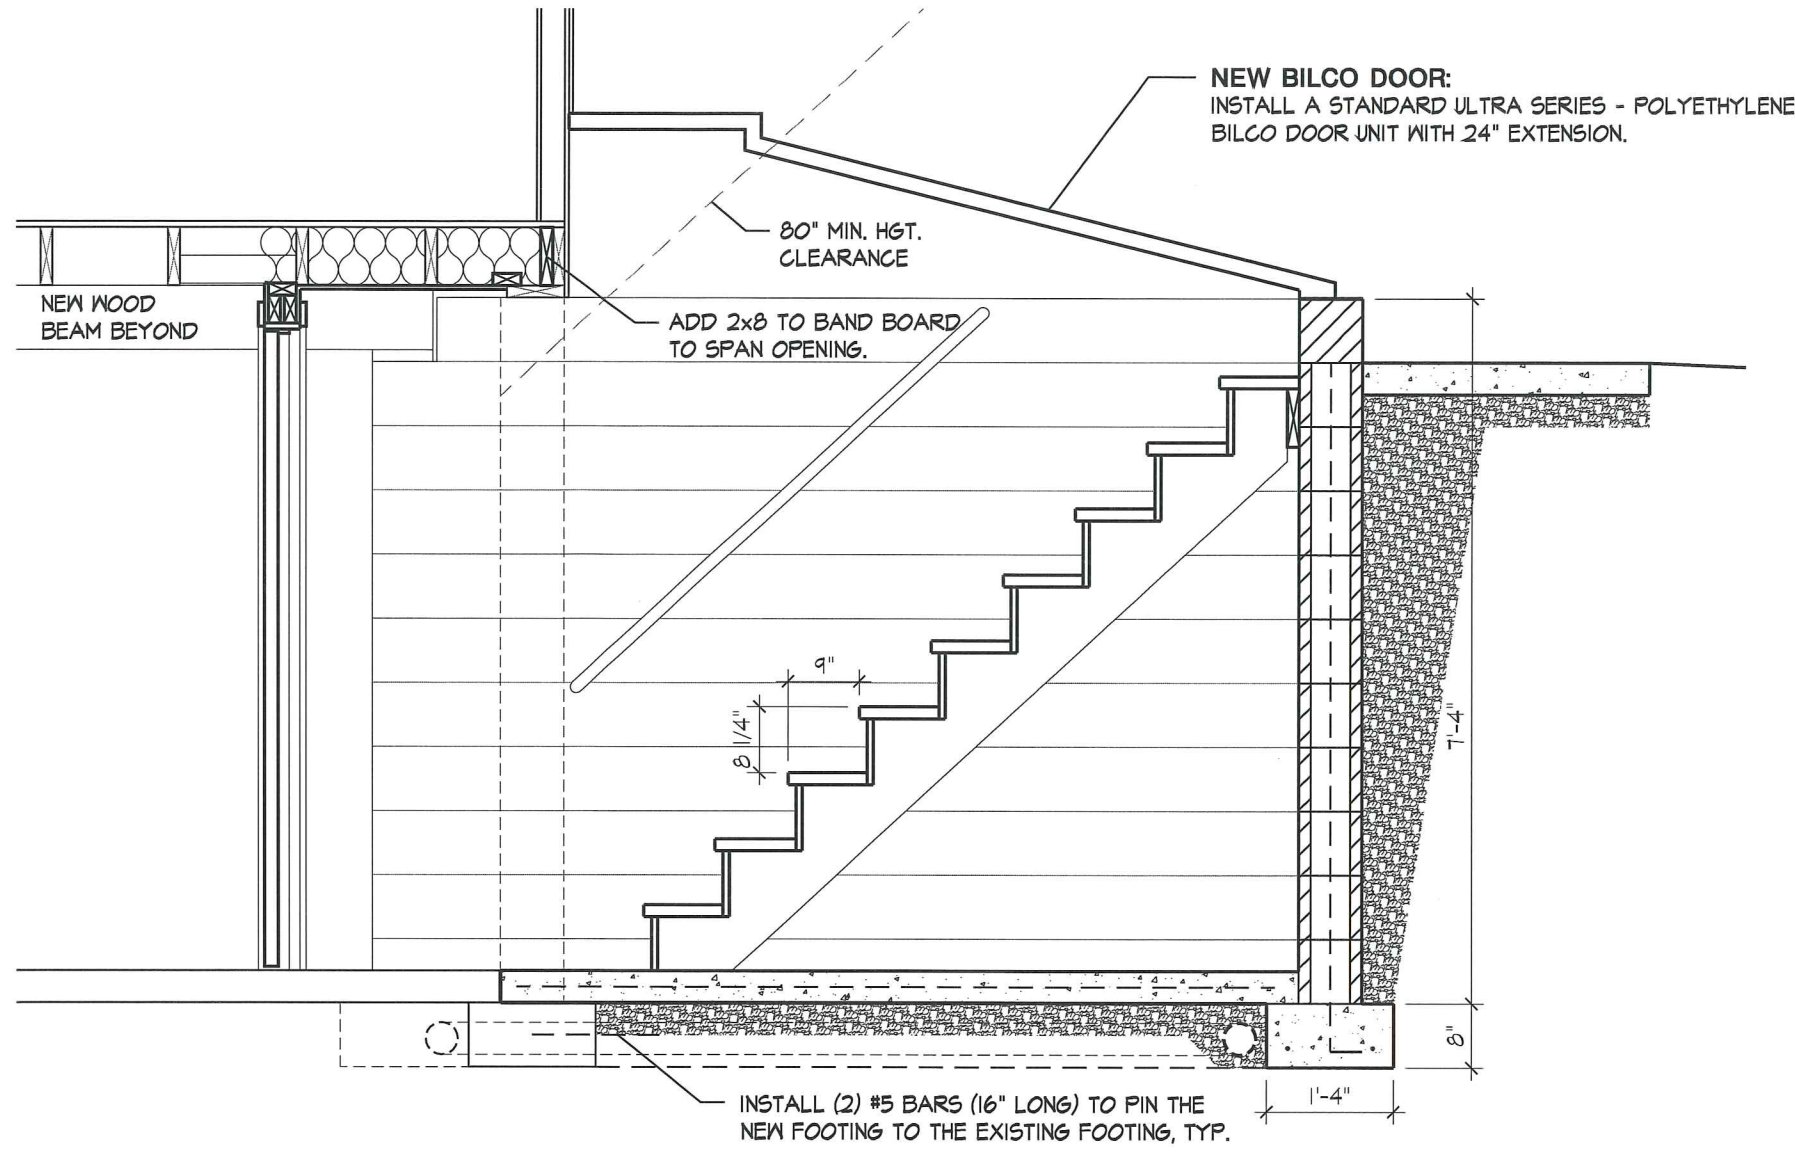 NEW BILCO DOOR:
INSTALL A STANDARD ULTRA SERIES - POLYETHYLENE
BILCO DOOR UNIT WITH 24" EXTENSION.
80" MIN. HGT.
CLEARANCE
NEW WOOD
BEAM BEYOND
ADD 2x8 TO BAND BOARD
TO SPAN OPENING.
9"
8 1/4"
7'-4"
8"
1'-4"
INSTALL (2) #5 BARS (16" LONG) TO PIN THE
NEW FOOTING TO THE EXISTING FOOTING, TYP.